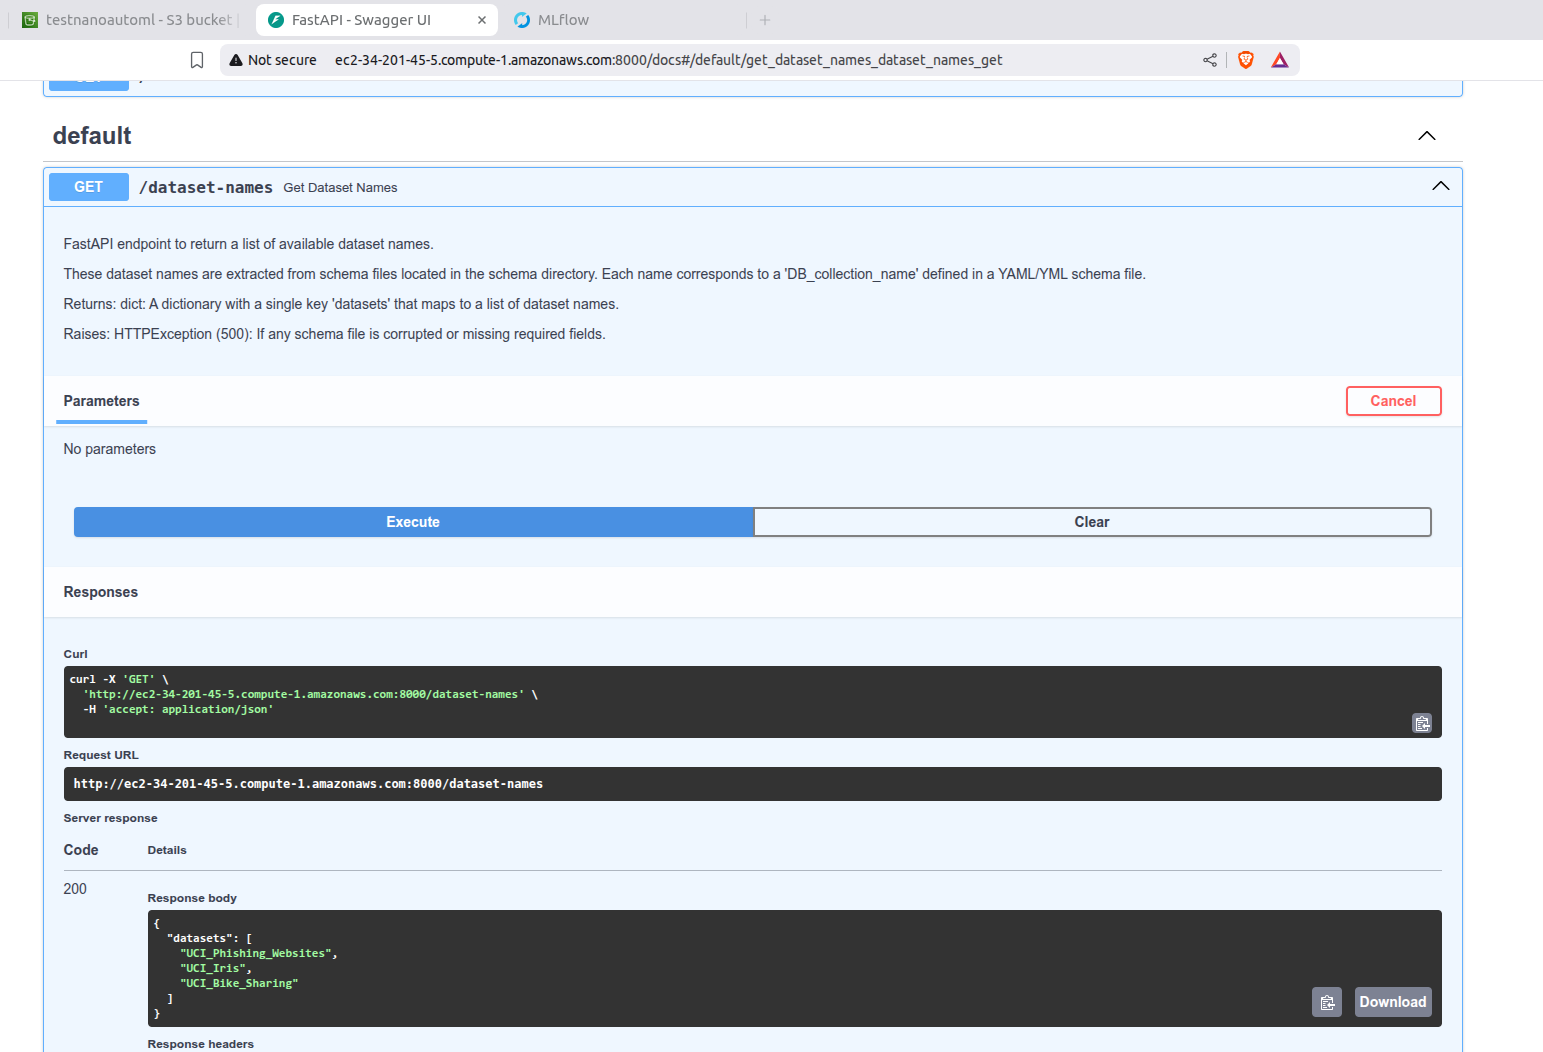 testnanoautoml - S3 bucket
FastAPI - Swagger UI
MLflow
Not secure ec2-34-201-45-5.compute-1.amazonaws.com:8000/docs#/default/get_dataset_names_dataset_names_get
default
GET /dataset-names Get Dataset Names
FastAPI endpoint to return a list of available dataset names.
These dataset names are extracted from schema files located in the schema directory. Each name corresponds to a 'DB_collection_name' defined in a YAML/YML schema file.
Returns: dict: A dictionary with a single key 'datasets' that maps to a list of dataset names.
Raises: HTTPException (500): If any schema file is corrupted or missing required fields.
Parameters
Cancel
No parameters
Execute
Clear
Responses
Curl
curl -X 'GET' \
'http://ec2-34-201-45-5.compute-1.amazonaws.com:8000/dataset-names' \
-H 'accept: application/json'
Request URL
http://ec2-34-201-45-5.compute-1.amazonaws.com:8000/dataset-names
Server response
Code Details
200
Response body
{
"datasets": [
"UCI_Phishing_Websites",
"UCI_Iris",
"UCI_Bike_Sharing"
]
}
Download
Response headers